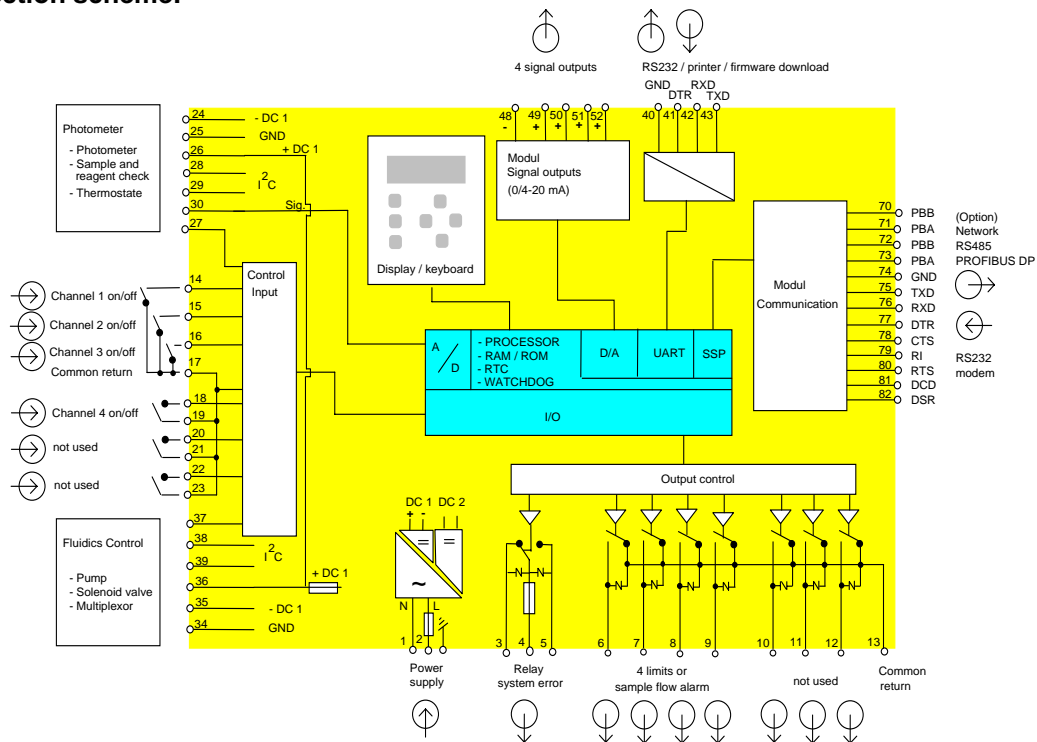 4 signal outputs
RS232 / printer / firmware download
GND
RXD
DTR
TXD
48
49
50
51
52
-
+
+
+
+
40
41
42
43
Photometer
- Photometer
- Sample and
reagent check
- Thermostate
24
- DC 1
25
GND
26
+ DC 1
28
I²C
29
30
Sig.
27
Display / keyboard
Modul
Signal outputs
(0/4-20 mA)
Modul
Communication
70 PBB
71 PBA
72 PBB
73 PBA
74 GND
75 TXD
76 RXD
77 DTR
78 CTS
79 RI
80 RTS
81 DCD
82 DSR
(Option)
Network
RS485
PROFIBUS DP
RS232
modem
Control
Input
14
Channel 1 on/off
15
Channel 2 on/off
16
Channel 3 on/off
17
Common return
18
Channel 4 on/off
19
20
not used
21
22
not used
23
A
/
D
- PROCESSOR
- RAM / ROM
- RTC
- WATCHDOG
D/A
UART
SSP
I/O
Output control
Fluidics Control
- Pump
- Solenoid valve
- Multiplexor
37
38
I²C
39
36
+ DC 1
35
- DC 1
34
GND
DC 1 DC 2
+ -
=
=
~
N
L
N
N
N
N
N
N
N
N
N
1
2
3
4
5
6
7
8
9
10
11
12
13
Power
supply
Relay
system error
4 limits or
sample flow alarm
not used
Common
return